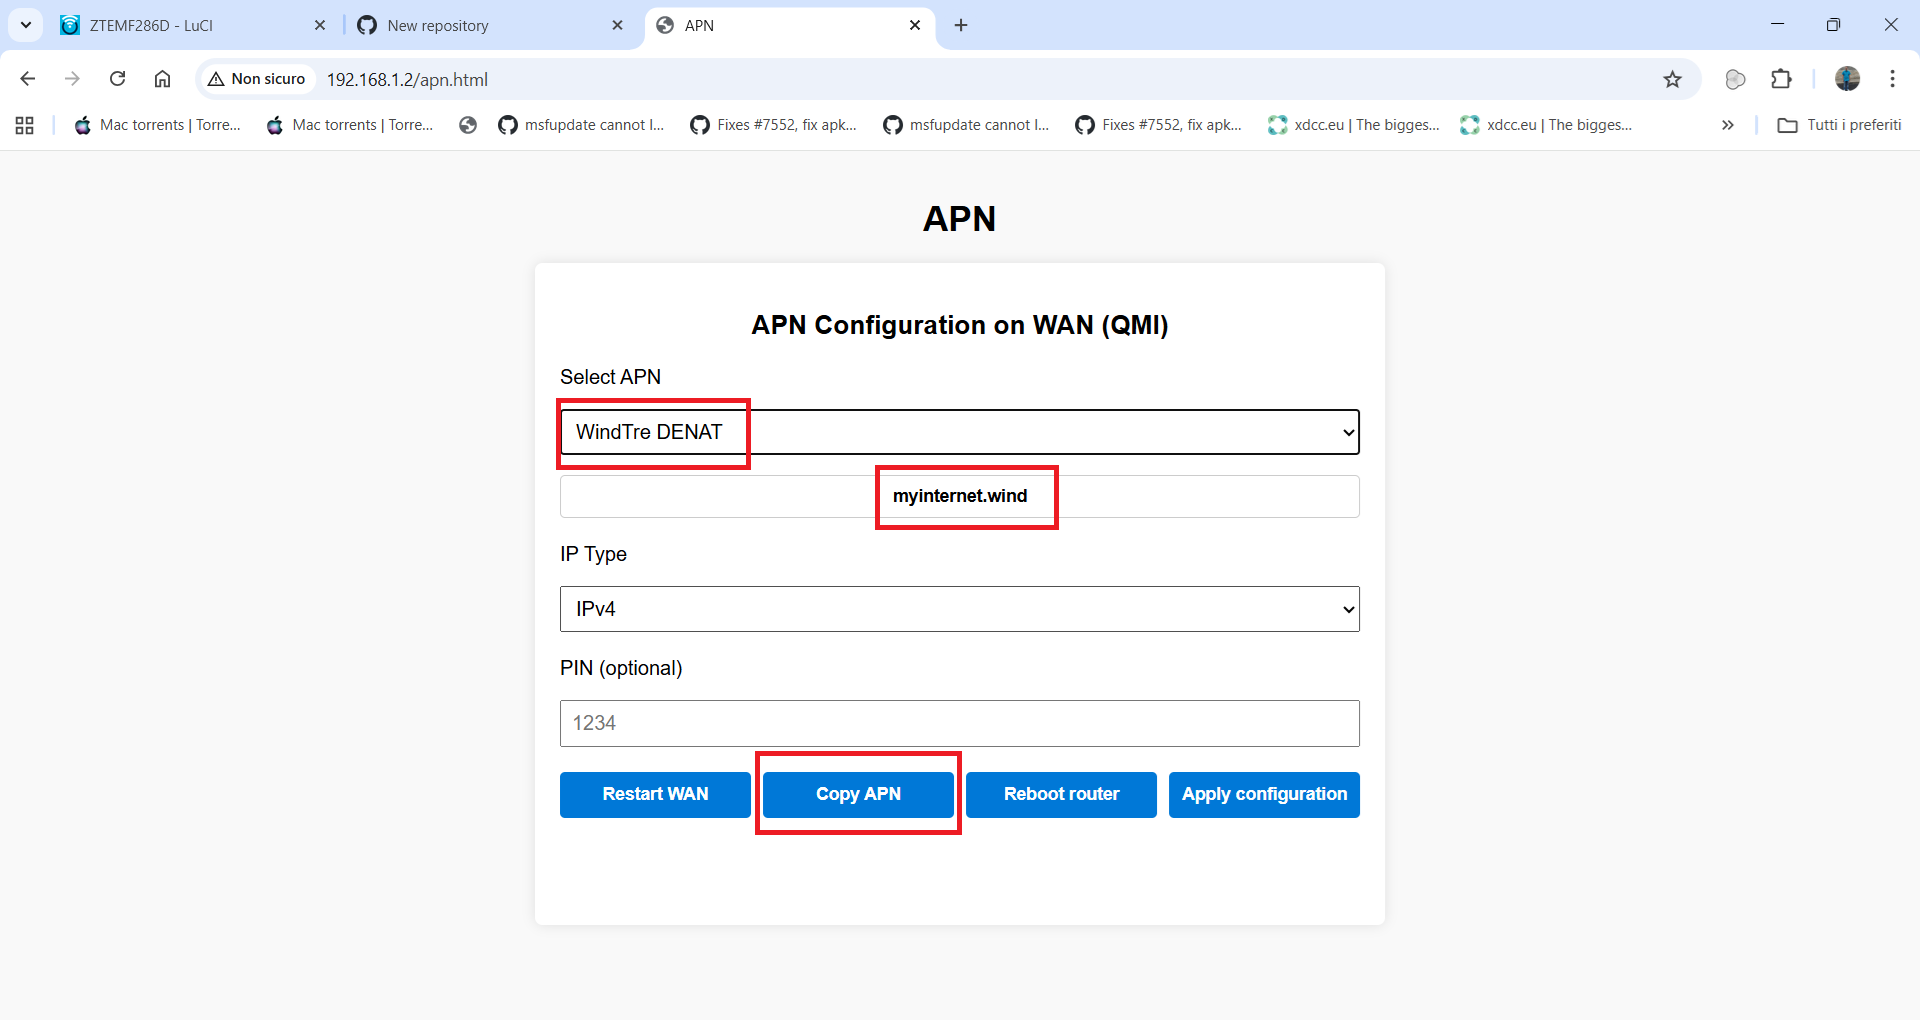 ZTEMF286D - LuCI
New repository
APN
Non sicuro
192.168.1.2/apn.html
Mac torrents | Torre...
Mac torrents | Torre...
msfupdate cannot l...
Fixes #7552, fix apk...
msfupdate cannot l...
Fixes #7552, fix apk...
xdcc.eu | The bigges...
xdcc.eu | The bigges...
»
Tutti i preferiti
APN
APN Configuration on WAN (QMI)
Select APN
WindTre DENAT
myinternet.wind
IP Type
IPv4
PIN (optional)
1234
Restart WAN
Copy APN
Reboot router
Apply configuration